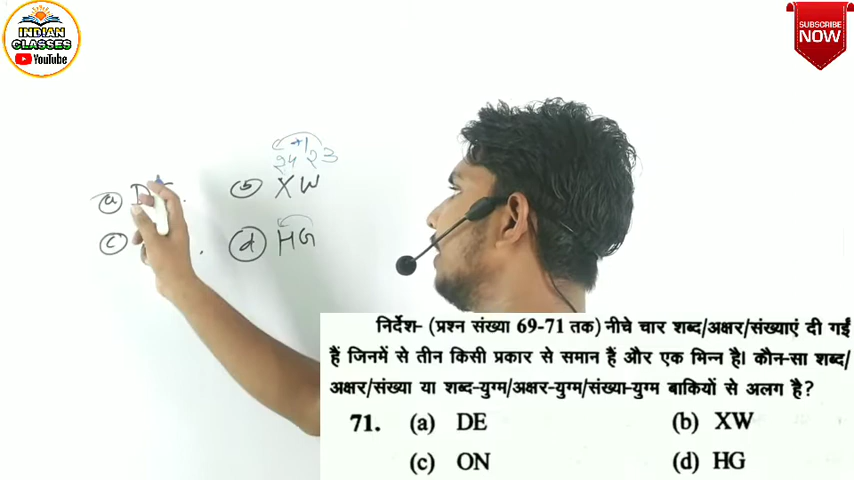 INDIAN
CLASSES
YouTube
SUBSCRIBE
NOW
+1
24 23
(a) D
(b) XW
(c)
(d) HG
निर्देश- (प्रश्न संख्या 69-71 तक) नीचे चार शब्द/अक्षर/संख्याएं दी गई
हैं जिनमें से तीन किसी प्रकार से समान हैं और एक भिन्न है। कौन-सा शब्द/
अक्षर/संख्या या शब्द-युग्म/अक्षर-युग्म/संख्या-युग्म बाकियों से अलग है?
71. (a) DE (b) XW
(c) ON (d) HG